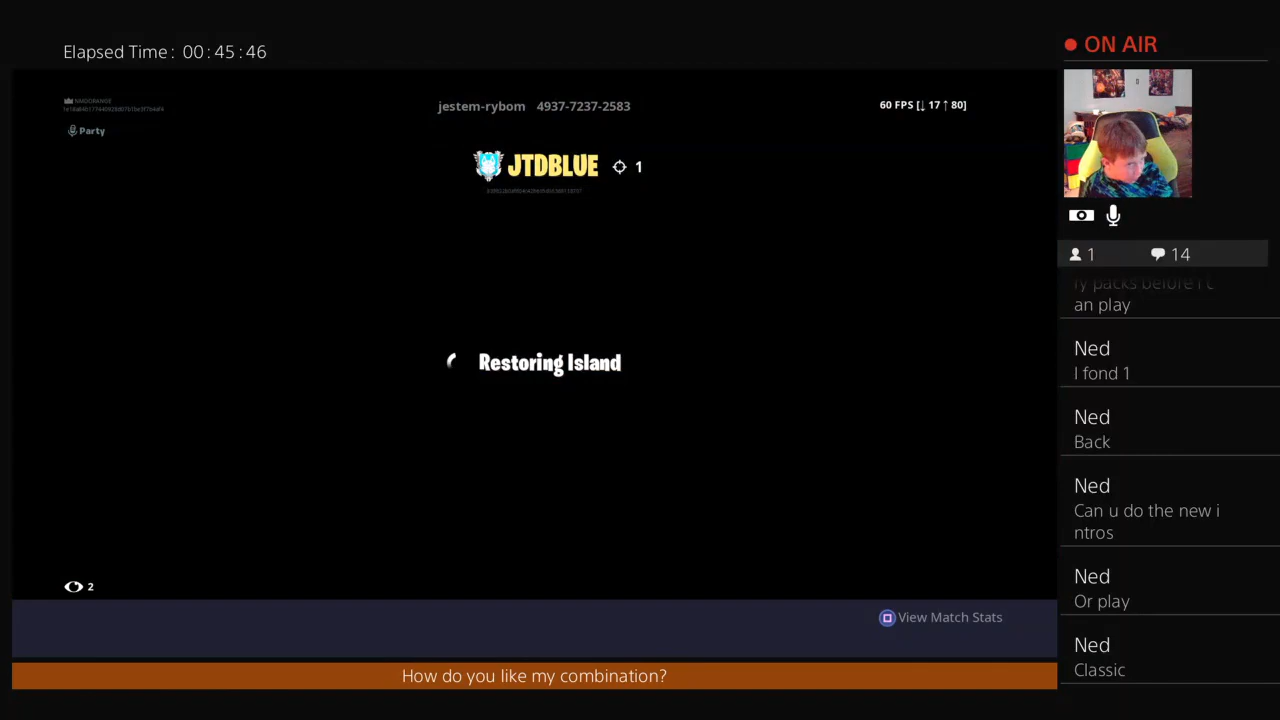 Elapsed Time: 00:45:46
ON AIR
Party
jestem-rybom 4937-7237-2583
60 FPS [↓ 17 ↑ 80]
JTDBLUE 1
1 14
an play
Ned
I fond 1
Restoring Island
Ned
Back
Ned
Can u do the new i
ntros
Ned
Or play
2
View Match Stats
Ned
Classic
How do you like my combination?